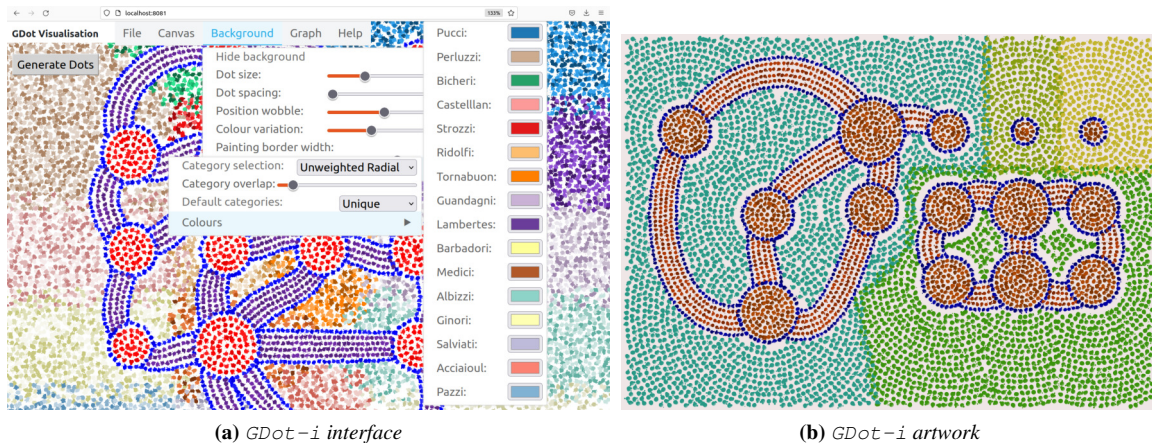 localhost:8081
133%
GDot Visualisation
File
Canvas
Background
Graph
Help
Generate Dots
Hide background
Dot size:
Dot spacing:
Position wobble:
Colour variation:
Painting border width:
Category selection: Unweighted Radial
Category overlap:
Default categories: Unique
Colours
Pucci:
Perluzzi:
Bicheri:
Castellan:
Strozzi:
Ridolfi:
Tornabuon:
Guandagni:
Lambertes:
Barbadori:
Medici:
Albizzi:
Ginori:
Salviati:
Acciaioul:
Pazzi:
(a) GDot-i interface
(b) GDot-i artwork